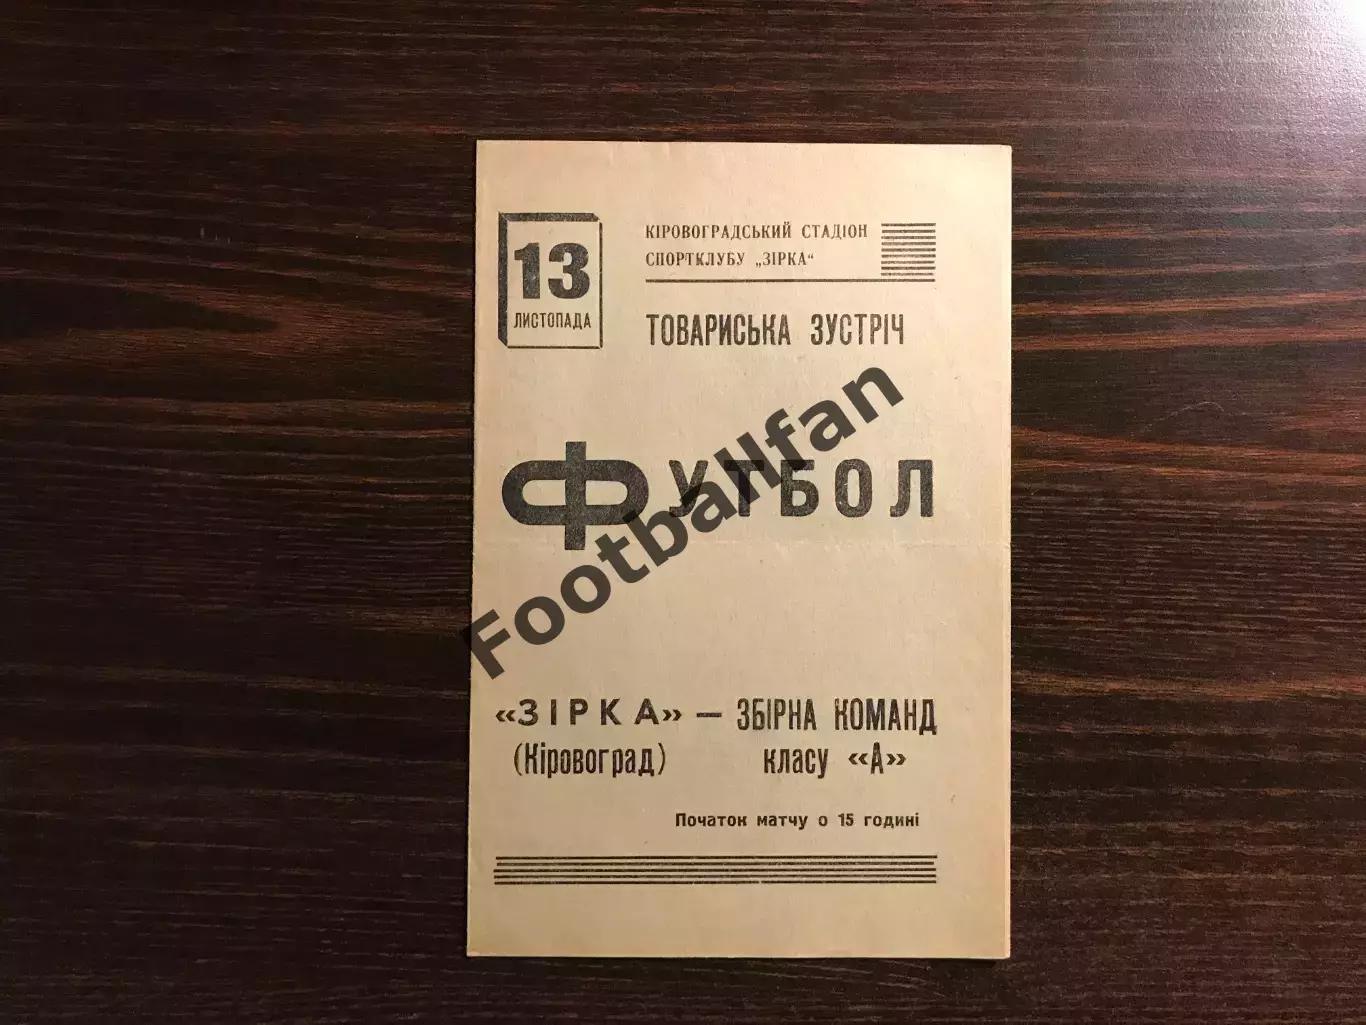 13
ЛИСТОПАДА
КІРОВОГРАДСЬКИЙ СТАДІОН
СПОРТКЛУБУ „ЗІРКА“
ТОВАРИСЬКА ЗУСТРІЧ
ФУТБОЛ
Footballfan
«ЗІРКА» — ЗБІРНА КОМАНД
(Кіровоград) класу «А»
Початок матчу о 15 годині